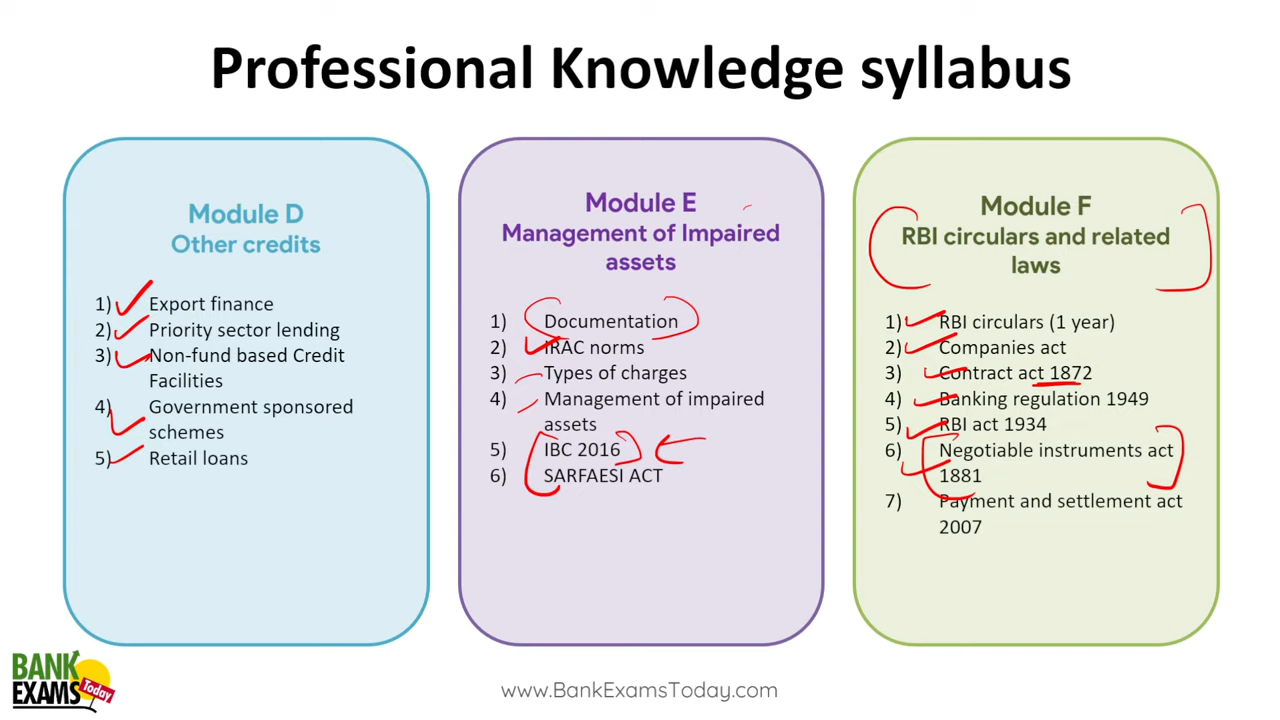 Professional Knowledge syllabus
Module D
Other credits
1) Export finance
2) Priority sector lending
3) Non-fund based Credit
Facilities
4) Government sponsored
schemes
5) Retail loans
Module E
Management of Impaired
assets
1) Documentation
2) IRAC norms
3) Types of charges
4) Management of impaired
assets
5) IBC 2016
6) SARFAESI ACT
Module F
RBI circulars and related
laws
1) RBI circulars (1 year)
2) Companies act
3) Contract act 1872
4) Banking regulation 1949
5) RBI act 1934
6) Negotiable instruments act
1881
7) Payment and settlement act
2007
BANK
EXAMS
Today
www.BankExamsToday.com